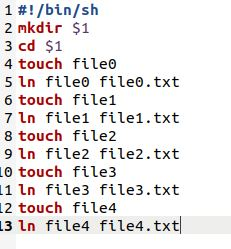 1 #!/bin/sh
2 mkdir $1
3 cd $1
4 touch file0
5 ln file0 file0.txt
6 touch file1
7 ln file1 file1.txt
8 touch file2
9 ln file2 file2.txt
10 touch file3
11 ln file3 file3.txt
12 touch file4
13 ln file4 file4.txt